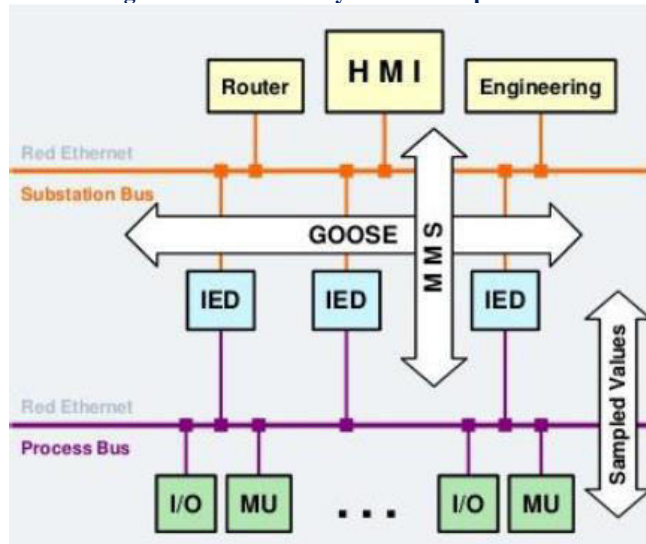 H M I
Router
Engineering
Red Ethernet
Substation Bus
GOOSE
M M S
IED
IED
IED
Sampled Values
Red Ethernet
Process Bus
I/O
MU
...
I/O
MU